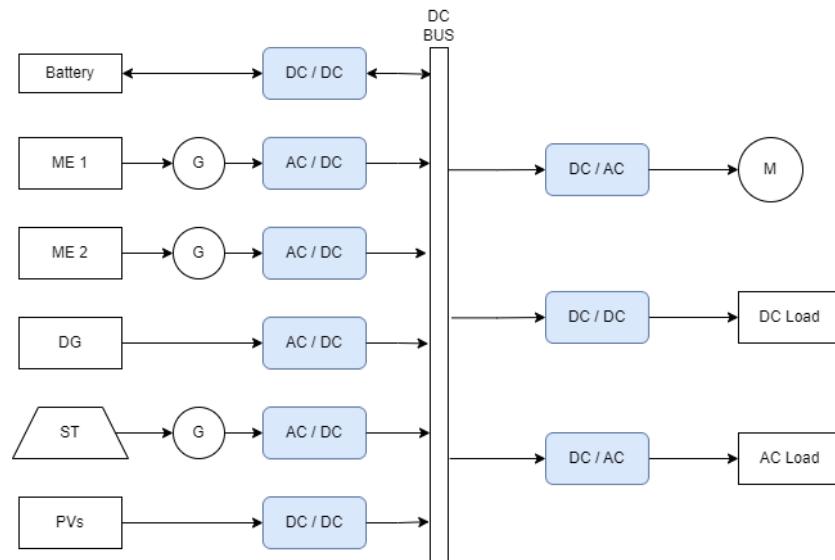 DC
BUS
Battery
DC / DC
ME 1
G
AC / DC
DC / AC
M
ME 2
G
AC / DC
DC / DC
DC Load
DG
AC / DC
ST
G
AC / DC
DC / AC
AC Load
PVs
DC / DC